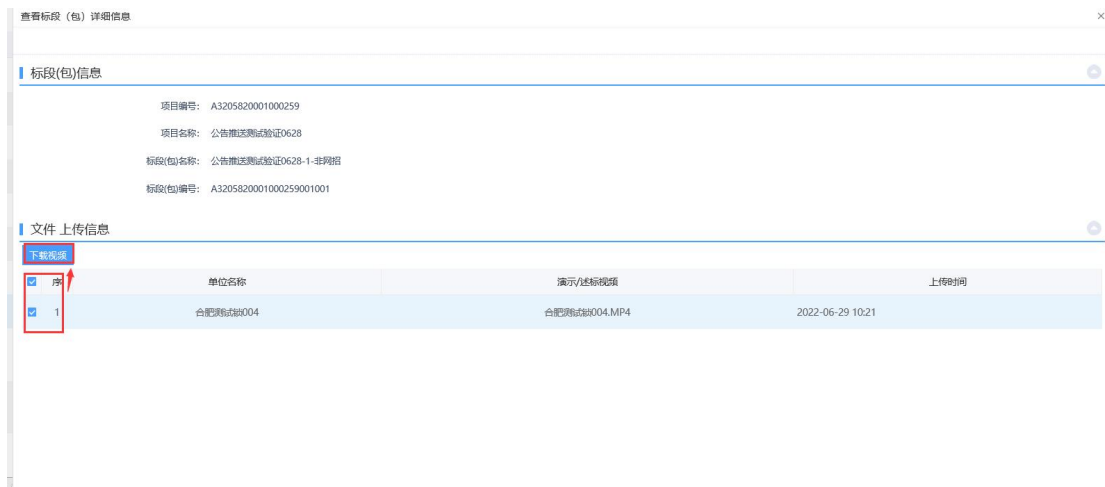 查看标段（包）详细信息 ×
标段(包)信息
项目编号： A3205820001000259
项目名称： 公告推送测试验证0628
标段(包)名称： 公告推送测试验证0628-1-非网招
标段(包)编号： A3205820001000259001001
文件 上传信息
下载视频
序 单位名称 演示/述标视频 上传时间
1 合肥测试锁004 合肥测试锁004.MP4 2022-06-29 10:21